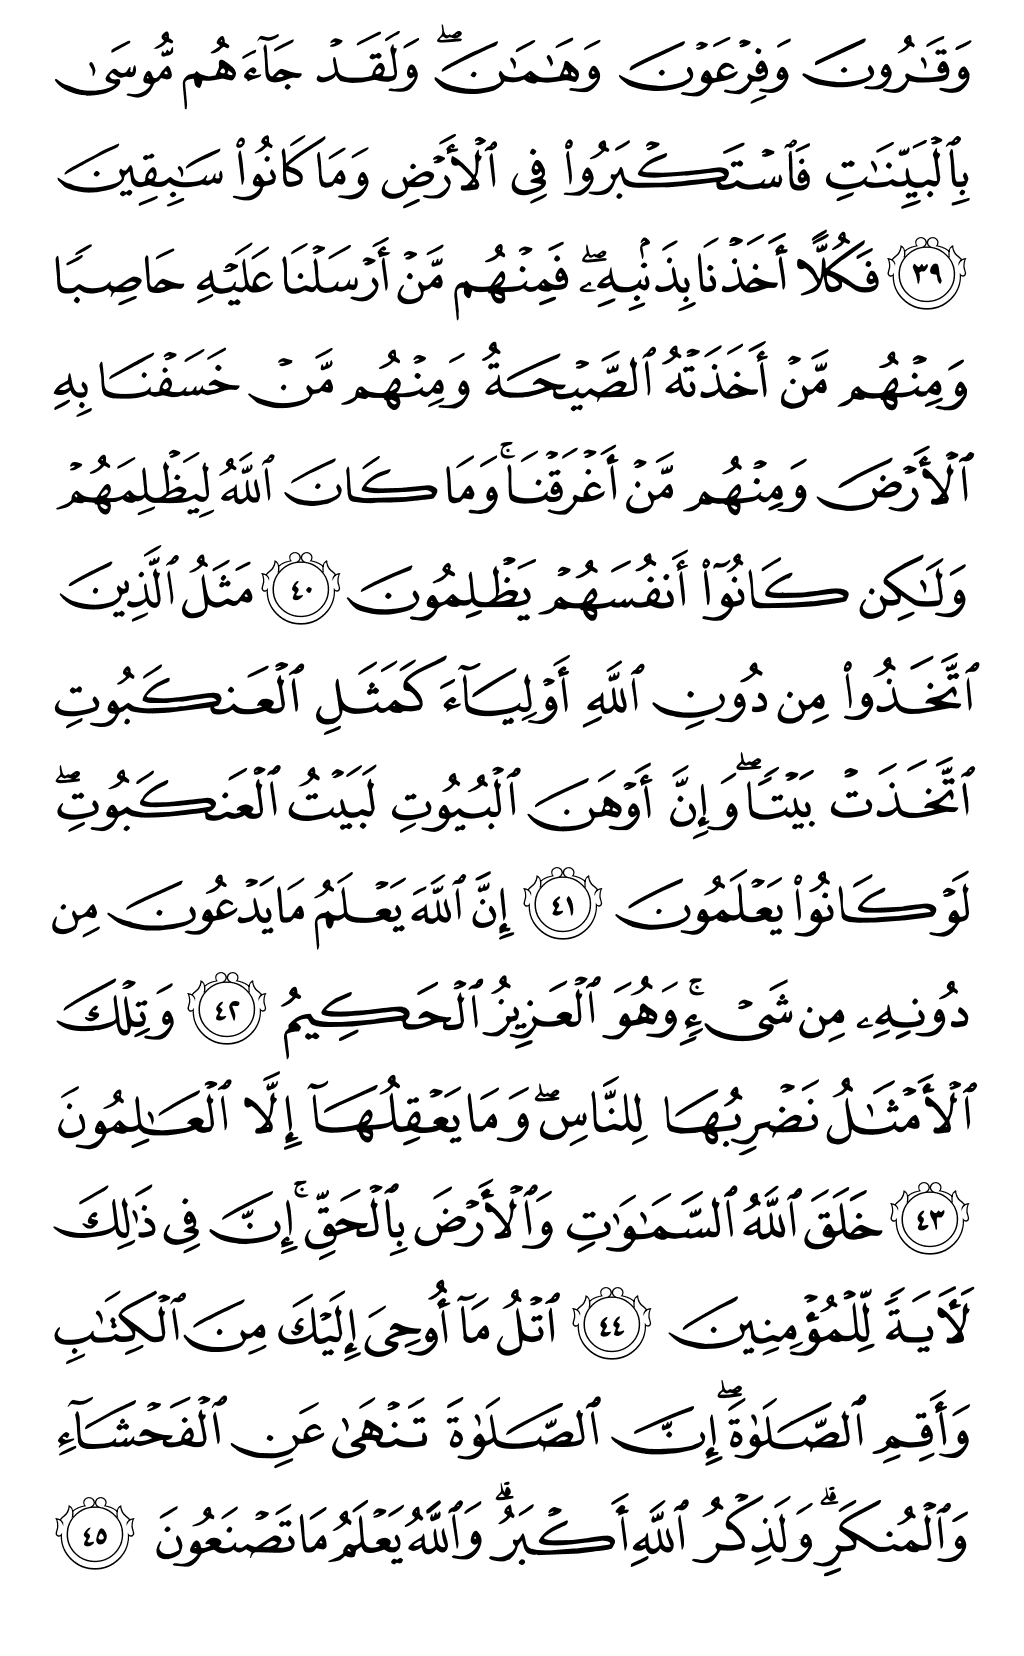 وَقَٰرُونَ وَفِرْعَوْنَ وَهَٰمَٰنَ ۖ وَلَقَدْ جَآءَهُم مُّوسَىٰ
بِٱلْبَيِّنَٰتِ فَٱسْتَكْبَرُوا۟ فِى ٱلْأَرْضِ وَمَا كَانُوا۟ سَٰبِقِينَ
٣٩ فَكُلًّا أَخَذْنَا بِذَنۢبِهِۦ ۖ فَمِنْهُم مَّنْ أَرْسَلْنَا عَلَيْهِ حَاصِبًا
وَمِنْهُم مَّنْ أَخَذَتْهُ ٱلصَّيْحَةُ وَمِنْهُم مَّنْ خَسَفْنَا بِهِ
ٱلْأَرْضَ وَمِنْهُم مَّنْ أَغْرَقْنَا ۚ وَمَا كَانَ ٱللَّهُ لِيَظْلِمَهُمْ
وَلَٰكِن كَانُوٓا۟ أَنفُسَهُمْ يَظْلِمُونَ ٤٠ مَثَلُ ٱلَّذِينَ
ٱتَّخَذُوا۟ مِن دُونِ ٱللَّهِ أَوْلِيَآءَ كَمَثَلِ ٱلْعَنكَبُوتِ
ٱتَّخَذَتْ بَيْتًا ۖ وَإِنَّ أَوْهَنَ ٱلْبُيُوتِ لَبَيْتُ ٱلْعَنكَبُوتِ ۖ
لَوْ كَانُوا۟ يَعْلَمُونَ ٤١ إِنَّ ٱللَّهَ يَعْلَمُ مَا يَدْعُونَ مِن
دُونِهِۦ مِن شَىْءٍ ۚ وَهُوَ ٱلْعَزِيزُ ٱلْحَكِيمُ ٤٢ وَتِلْكَ
ٱلْأَمْثَٰلُ نَضْرِبُهَا لِلنَّاسِ ۖ وَمَا يَعْقِلُهَآ إِلَّا ٱلْعَٰلِمُونَ
٤٣ خَلَقَ ٱللَّهُ ٱلسَّمَٰوَٰتِ وَٱلْأَرْضَ بِٱلْحَقِّ ۚ إِنَّ فِى ذَٰلِكَ
لَءَايَةً لِّلْمُؤْمِنِينَ ٤٤ ٱتْلُ مَآ أُوحِىَ إِلَيْكَ مِنَ ٱلْكِتَٰبِ
وَأَقِمِ ٱلصَّلَوٰةَ ۖ إِنَّ ٱلصَّلَوٰةَ تَنْهَىٰ عَنِ ٱلْفَحْشَآءِ
وَٱلْمُنكَرِ ۗ وَلَذِكْرُ ٱللَّهِ أَكْبَرُ ۗ وَٱللَّهُ يَعْلَمُ مَا تَصْنَعُونَ ٤٥